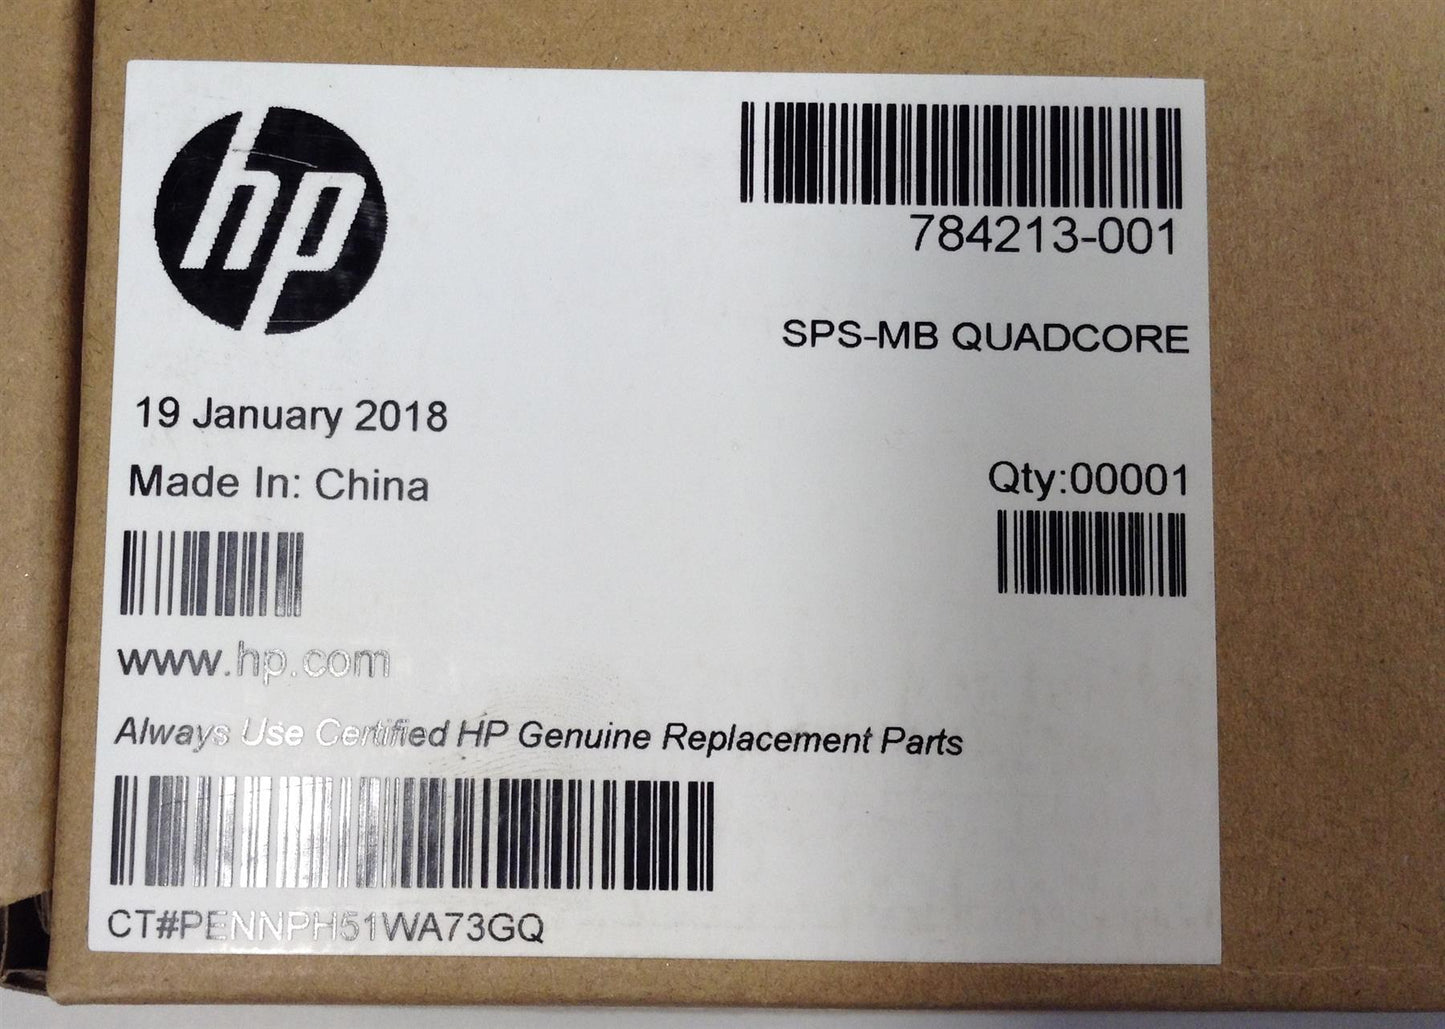 hp
784213-001
SPS-MB QUADCORE
19 January 2018
Made In: China
Qty:00001
www.hp.com
Always Use Certified HP Genuine Replacement Parts
CT#PENNPH51WA73GQ